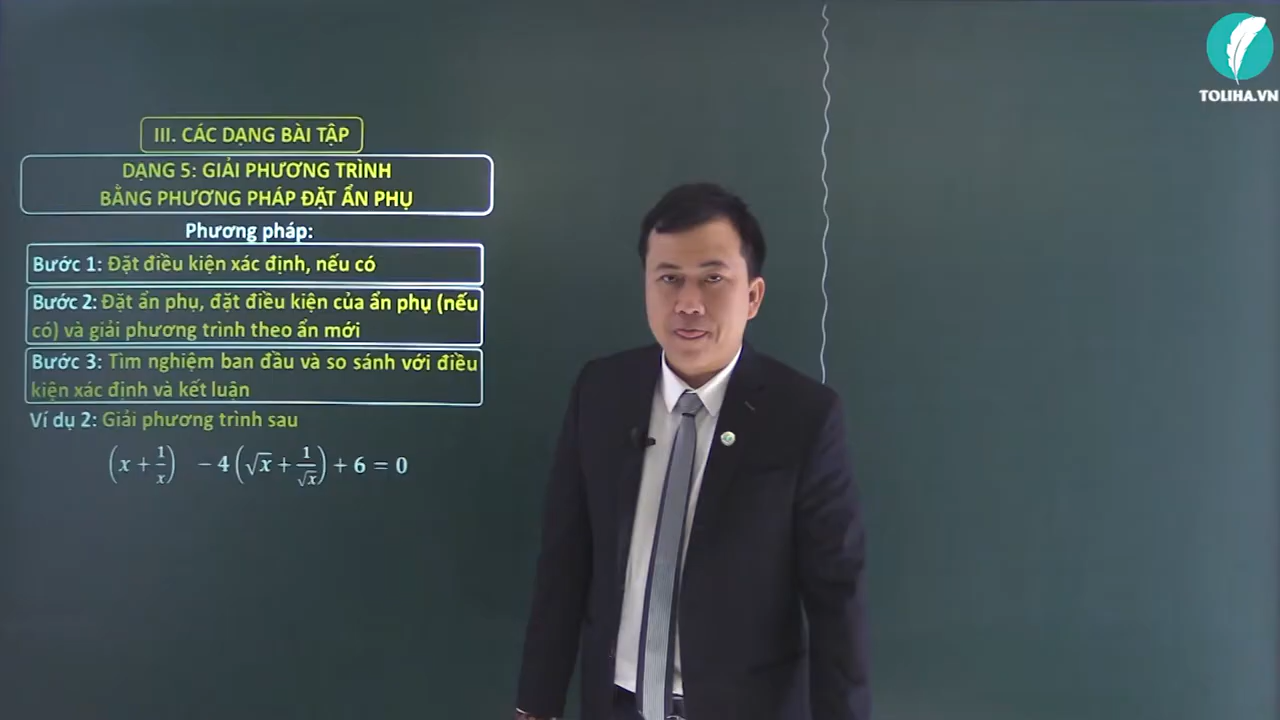 TOLIHA.VN
III. CÁC DẠNG BÀI TẬP
DẠNG 5: GIẢI PHƯƠNG TRÌNH
BẰNG PHƯƠNG PHÁP ĐẶT ẨN PHỤ
Phương pháp:
Bước 1: Đặt điều kiện xác định, nếu có
Bước 2: Đặt ẩn phụ, đặt điều kiện của ẩn phụ (nếu
có) và giải phương trình theo ẩn mới
Bước 3: Tìm nghiệm ban đầu và so sánh với điều
kiện xác định và kết luận
Ví dụ 2: Giải phương trình sau
(x + 1/x) − 4(√x + 1/√x) + 6 = 0